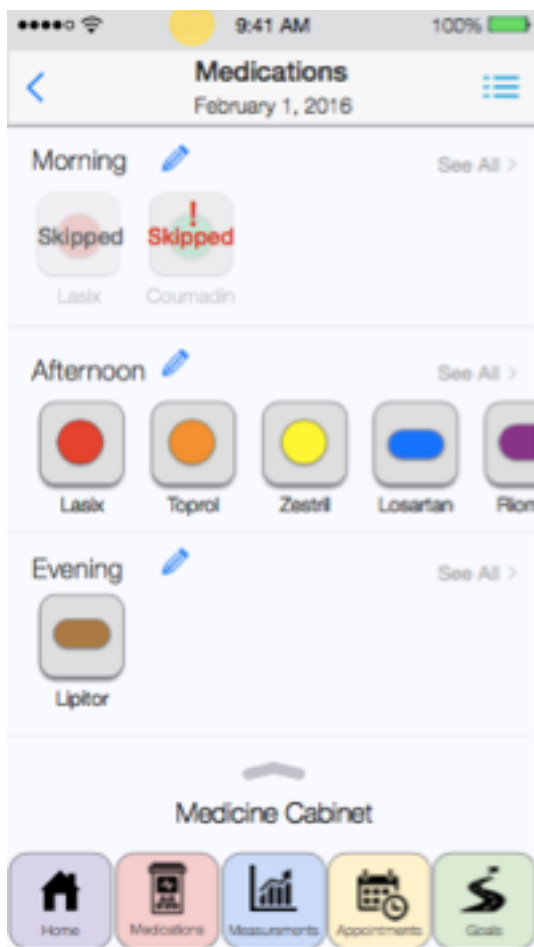 9:41 AM 100%
Medications
February 1, 2016
Morning See All >
Skipped Skipped
!
Lasix Coumadin
Afternoon See All >
Lasix Toprol Zestril Losartan Riom
Evening See All >
Lipitor
Medicine Cabinet
Home Medications Measurements Appointments Goals